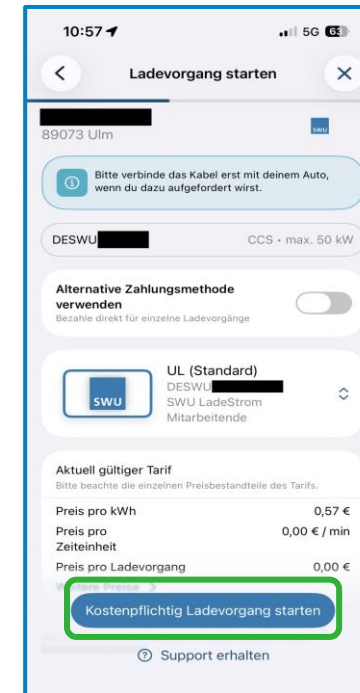 10:57
5G 63
Ladevorgang starten
89073 Ulm
SWU
Bitte verbinde das Kabel erst mit deinem Auto,
wenn du dazu aufgefordert wirst.
DESWU
CCS • max. 50 kW
Alternative Zahlungsmethode
verwenden
Bezahle direkt für einzelne Ladevorgänge
SWU
UL (Standard)
DESWU
SWU LadeStrom
Mitarbeitende
Aktuell gültiger Tarif
Bitte beachte die einzelnen Preisbestandteile des Tarifs.
Preis pro kWh 0,57 €
Preis pro 0,00 € / min
Zeiteinheit
Preis pro Ladevorgang 0,00 €
Weitere Preise
Kostenpflichtig Ladevorgang starten
Support erhalten